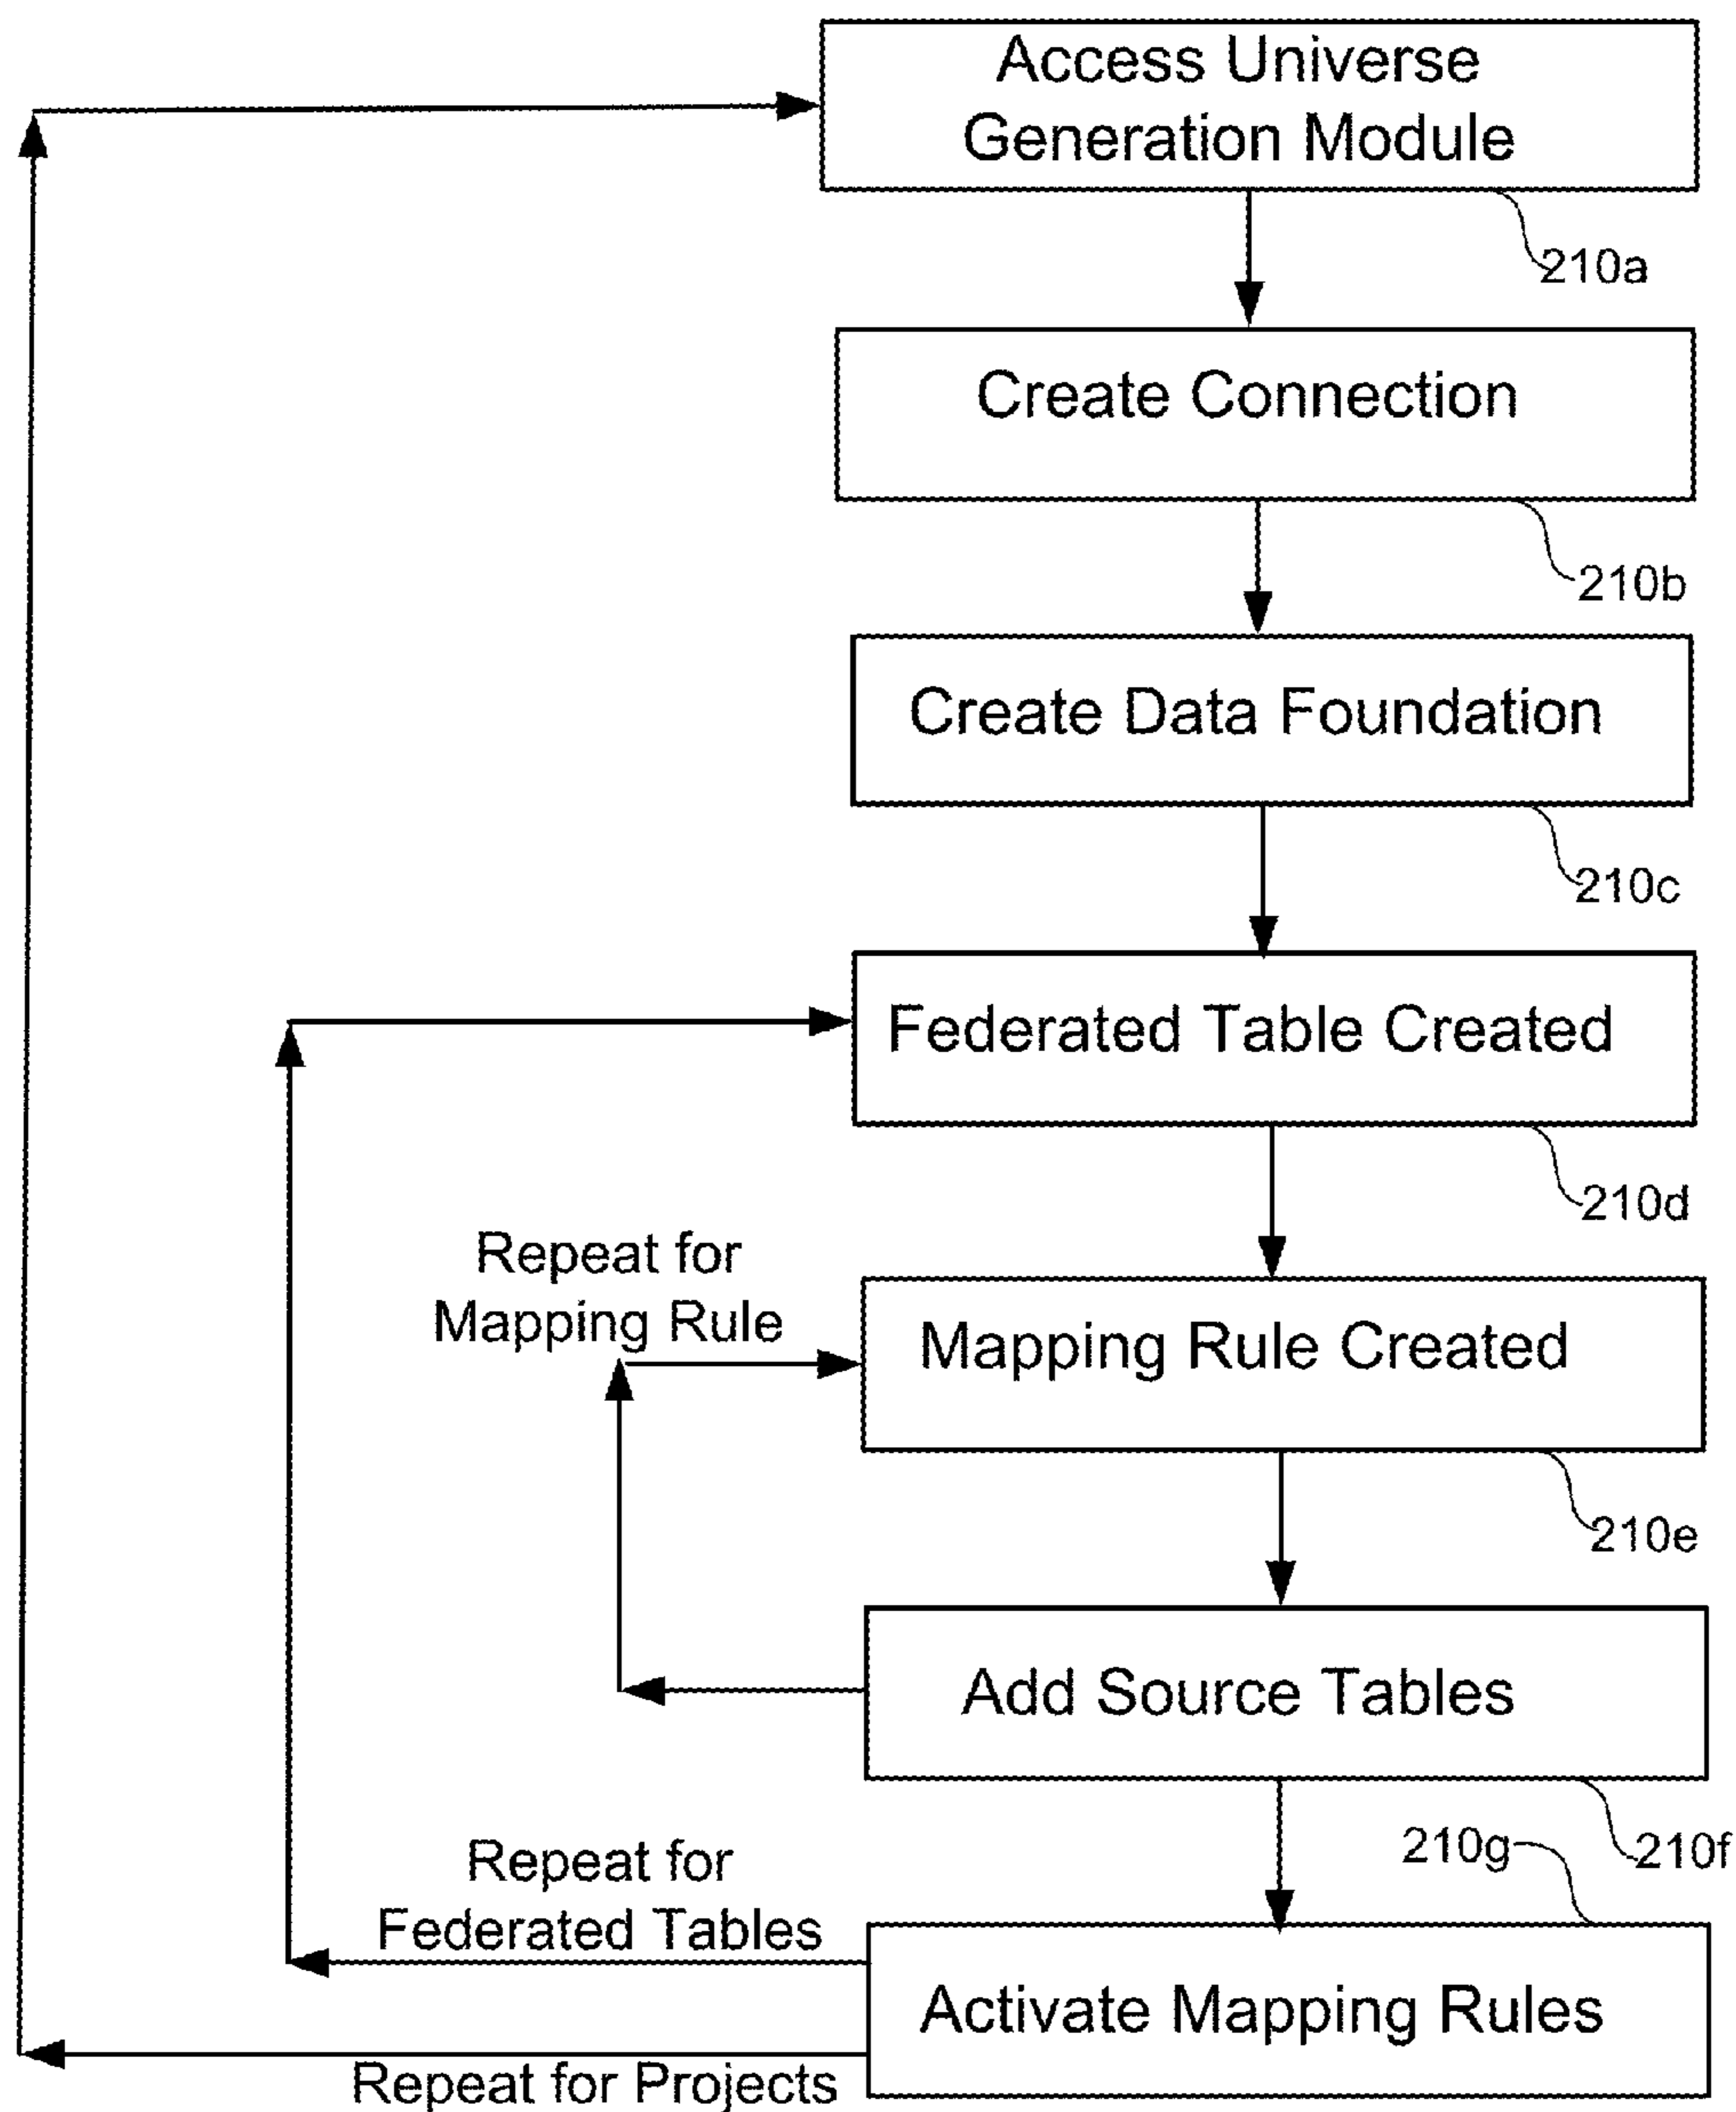 Access Universe
Generation Module
210a
Create Connection
210b
Create Data Foundation
210c
Federated Table Created
210d
Repeat for
Mapping Rule
Mapping Rule Created
210e
Add Source Tables
210f
210g
Repeat for
Federated Tables
Activate Mapping Rules
Repeat for Projects